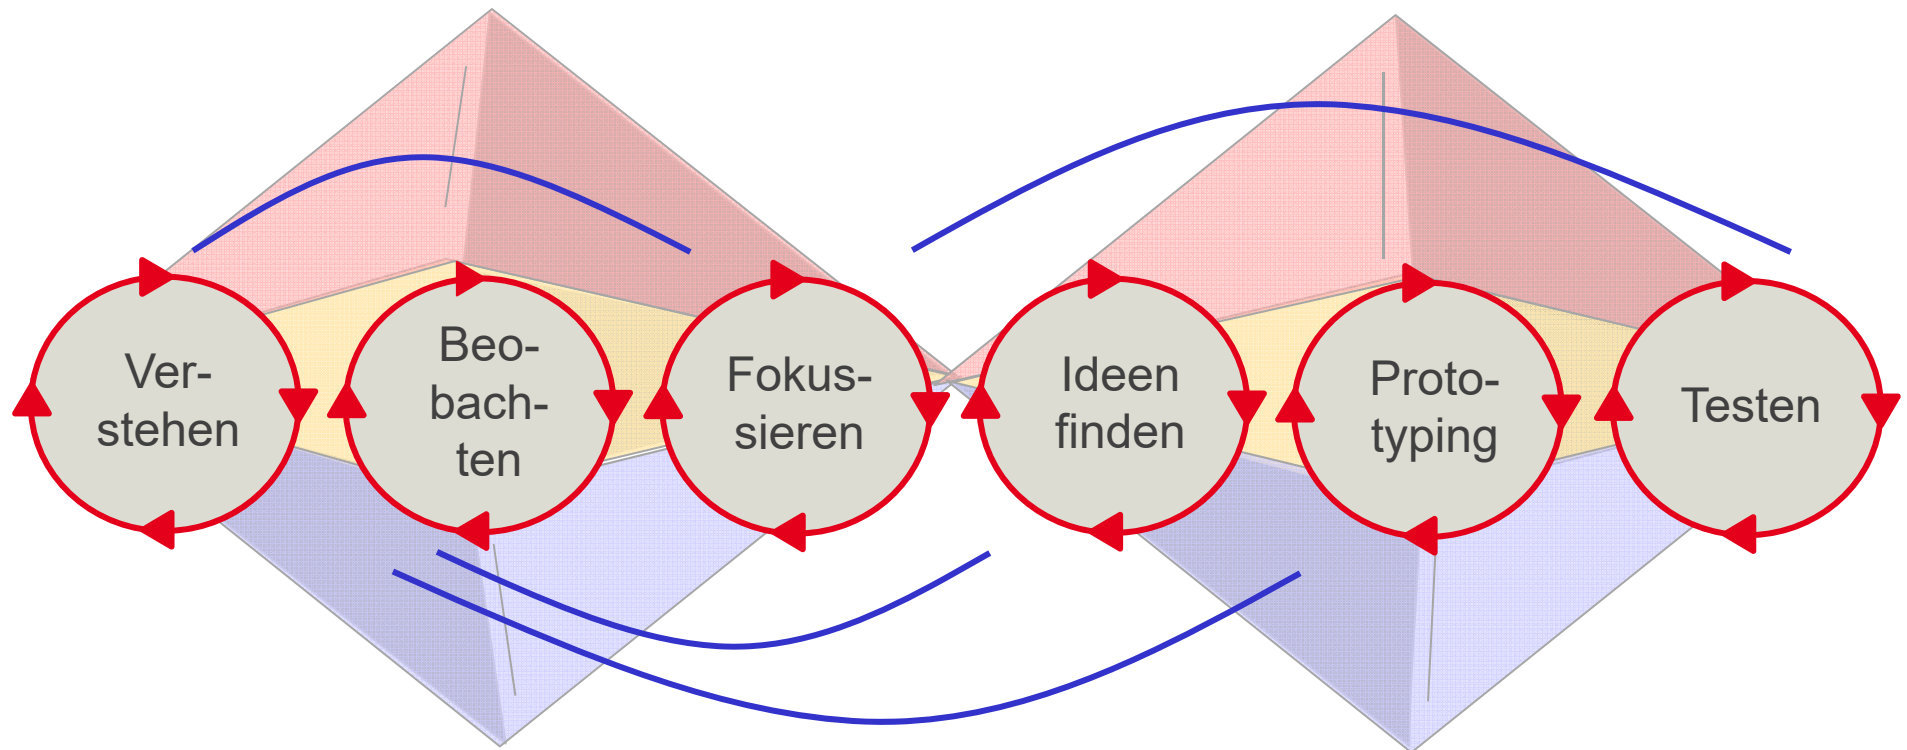 Ver-
stehen
Beo-
bach-
ten
Fokus-
sieren
Ideen
finden
Proto-
typing
Testen